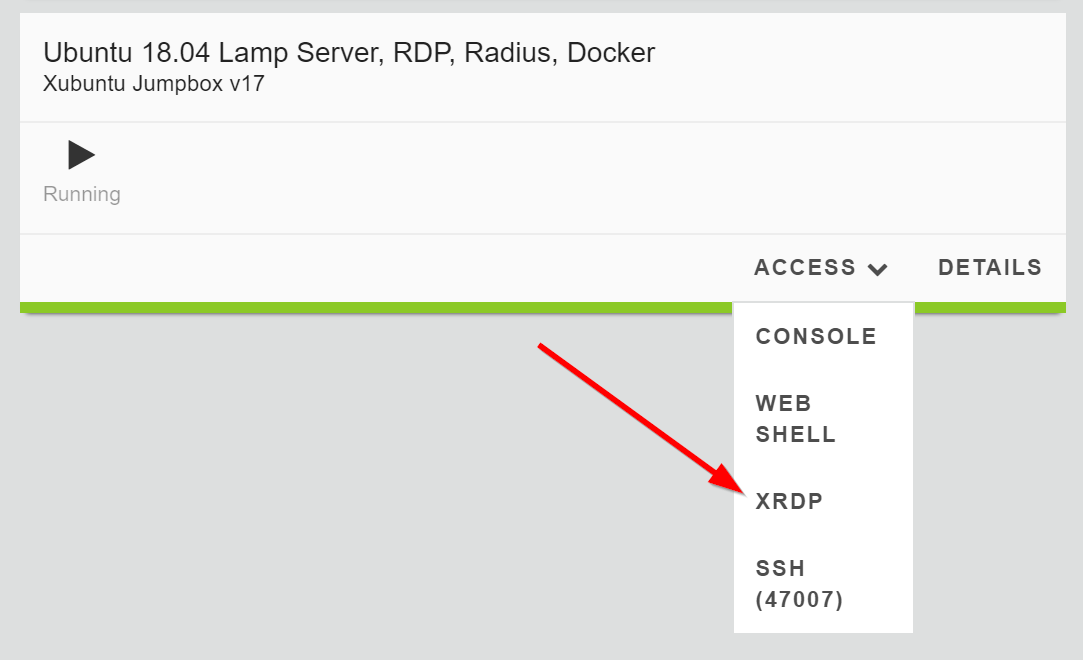 Ubuntu 18.04 Lamp Server, RDP, Radius, Docker
Xubuntu Jumpbox v17
Running
ACCESS
DETAILS
CONSOLE
WEB
SHELL
XRDP
SSH
(47007)